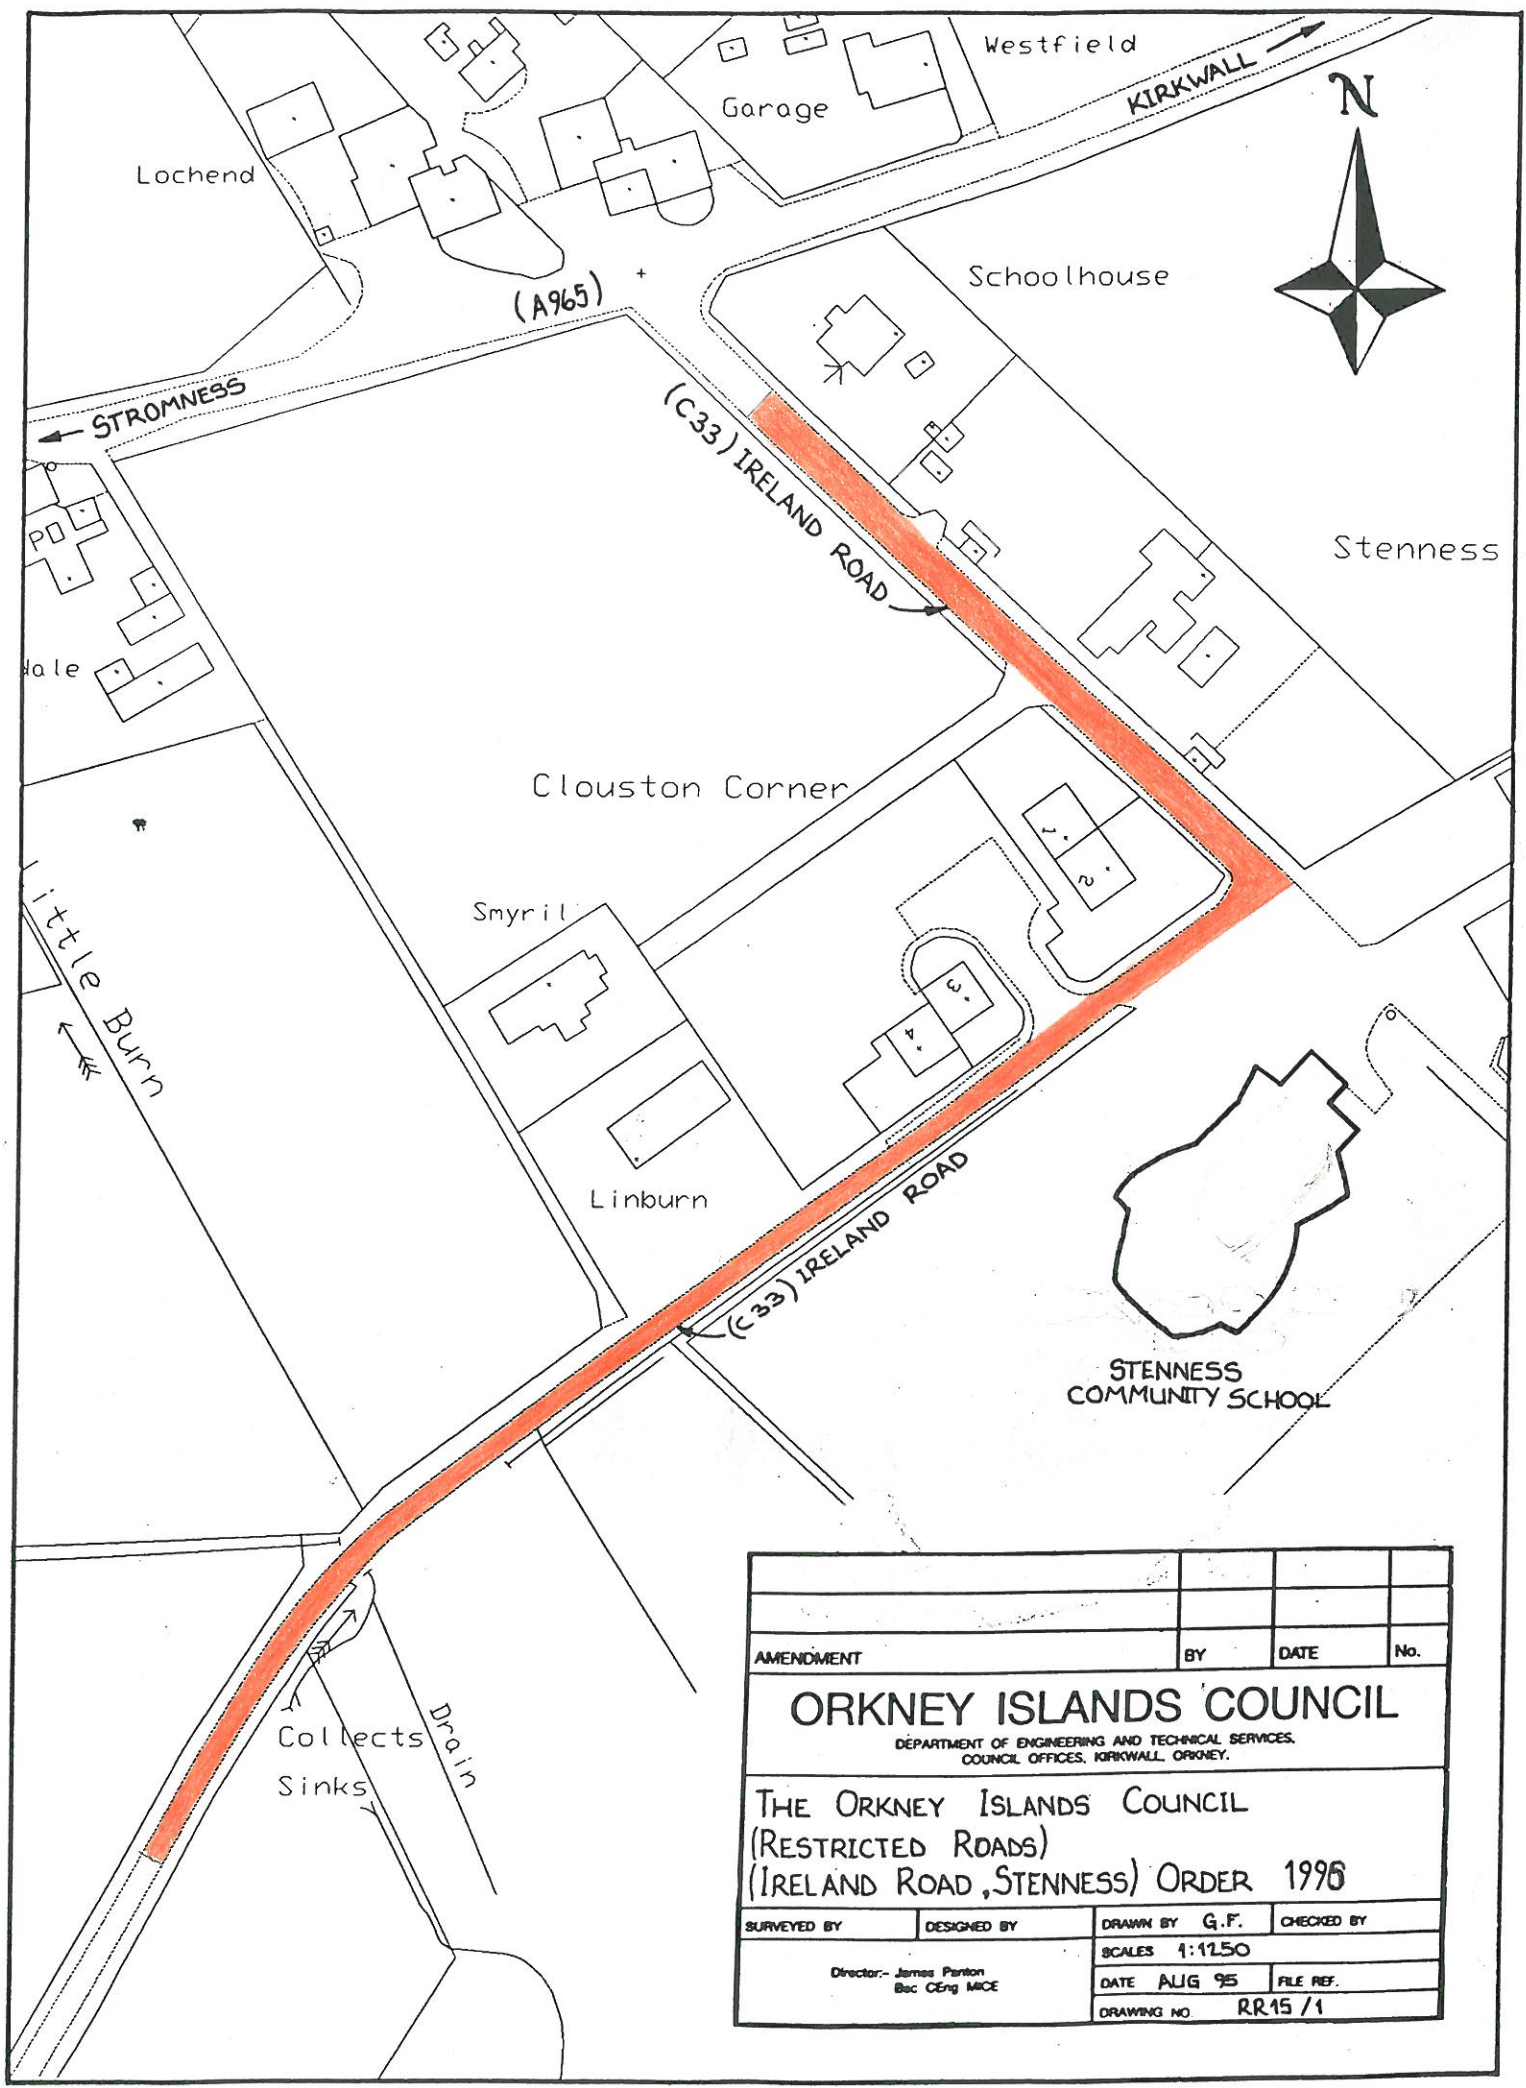 Westfield
KIRKWALL
N
Garage
Lochend
Schoolhouse
(A965)
STROMNESS
(C33) IRELAND ROAD
Stenness
dale
Clouston Corner
1
2
Smyril
3
4
Little Burn
Linburn
(C33) IRELAND ROAD
STENNESS
COMMUNITY SCHOOL
Collects
Sinks
Drain
AMENDMENT BY DATE No.
ORKNEY ISLANDS COUNCIL
DEPARTMENT OF ENGINEERING AND TECHNICAL SERVICES,
COUNCIL OFFICES, KIRKWALL, ORKNEY.
THE ORKNEY ISLANDS COUNCIL
(RESTRICTED ROADS)
(IRELAND ROAD, STENNESS) ORDER 1996
SURVEYED BY DESIGNED BY DRAWN BY G.F. CHECKED BY
SCALES 1:1250
Director:- James Panton
Bsc CEng MICE
DATE AUG 95 FILE REF.
DRAWING NO. RR15/1